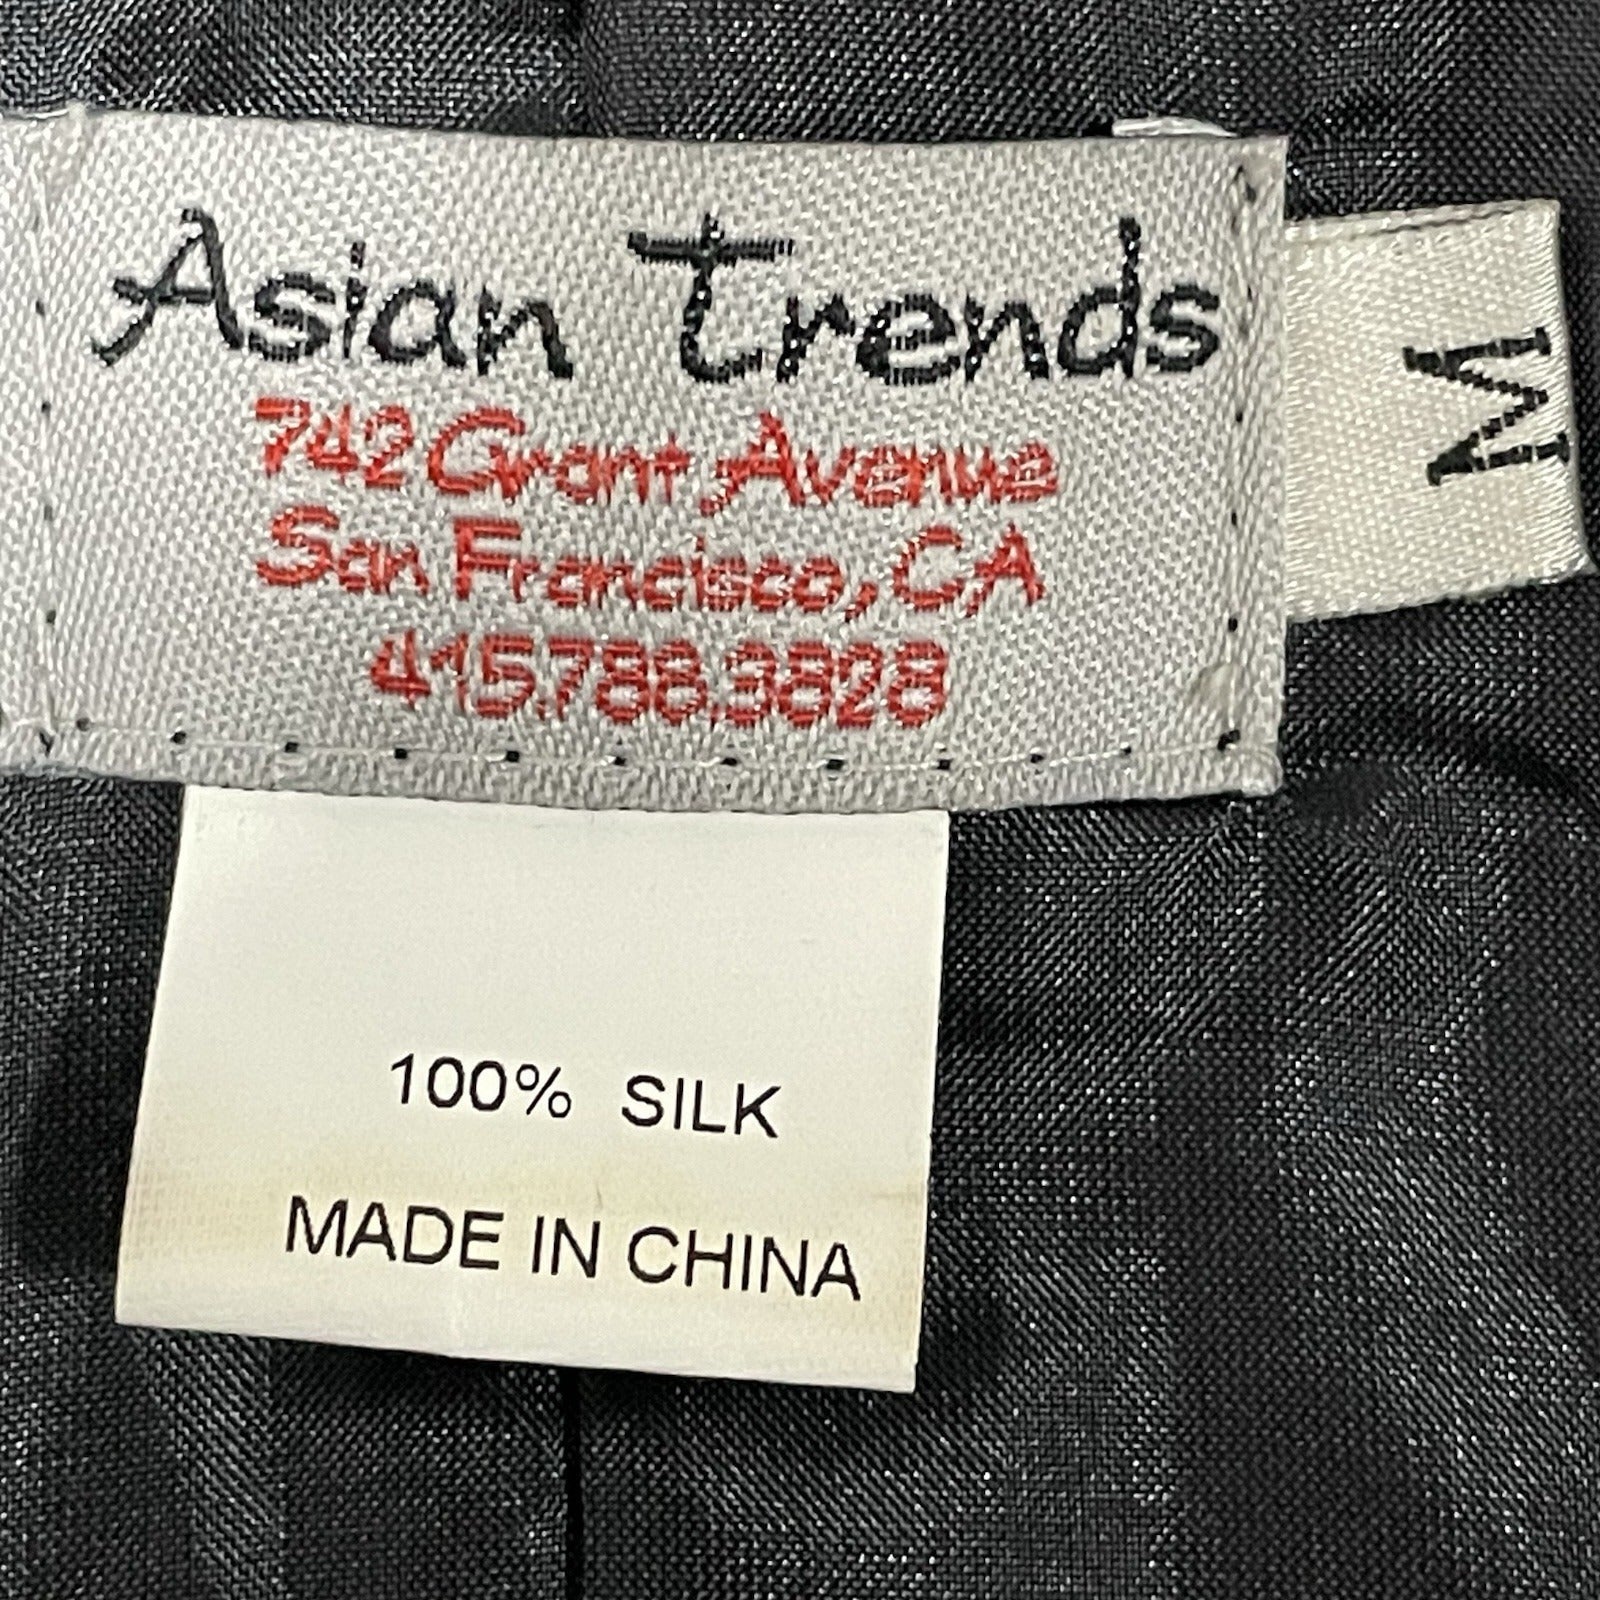 Asian Trends
742 Grant Avenue
San Francisco, CA
415.788.3828
M
100% SILK
MADE IN CHINA